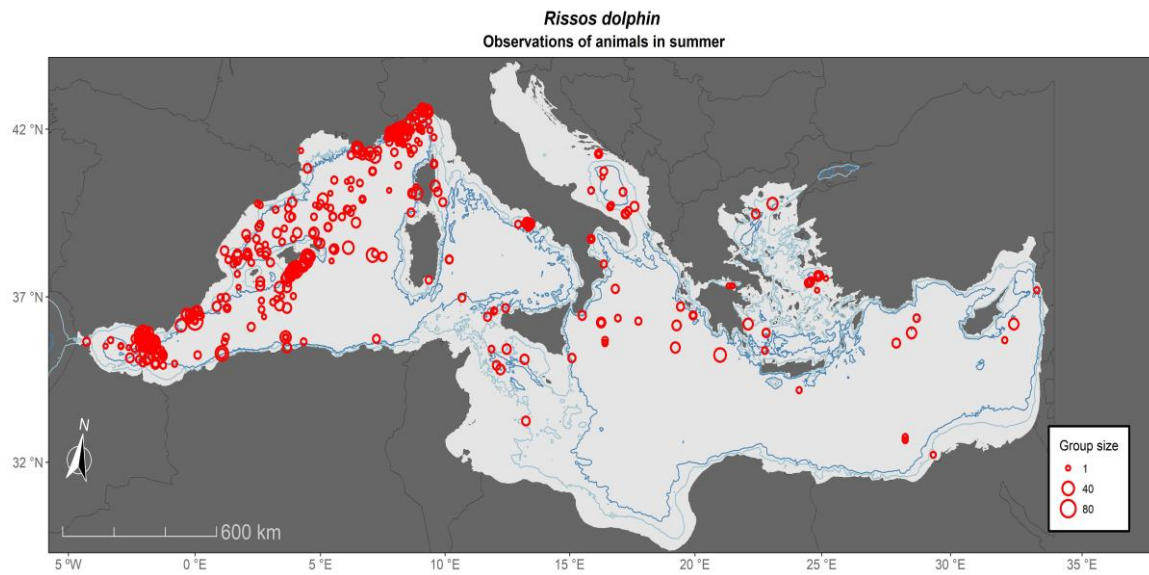 Rissos dolphin
Observations of animals in summer
42 °N
37 °N
32 °N
N
600 km
Group size
1
40
80
5 °W
0 °E
5 °E
10 °E
15 °E
20 °E
25 °E
30 °E
35 °E